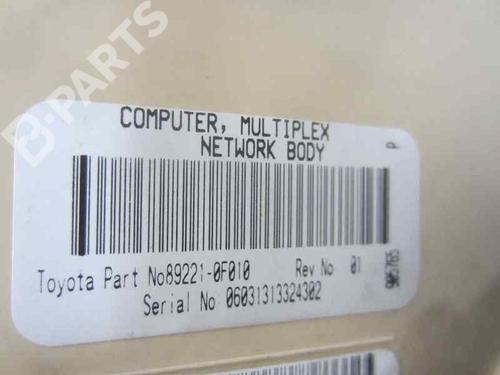 B-PARTS
COMPUTER, MULTIPLEX
NETWORK BODY
P
Toyota Part No89221-0F010 Rev No 01
Serial No 06031313324302